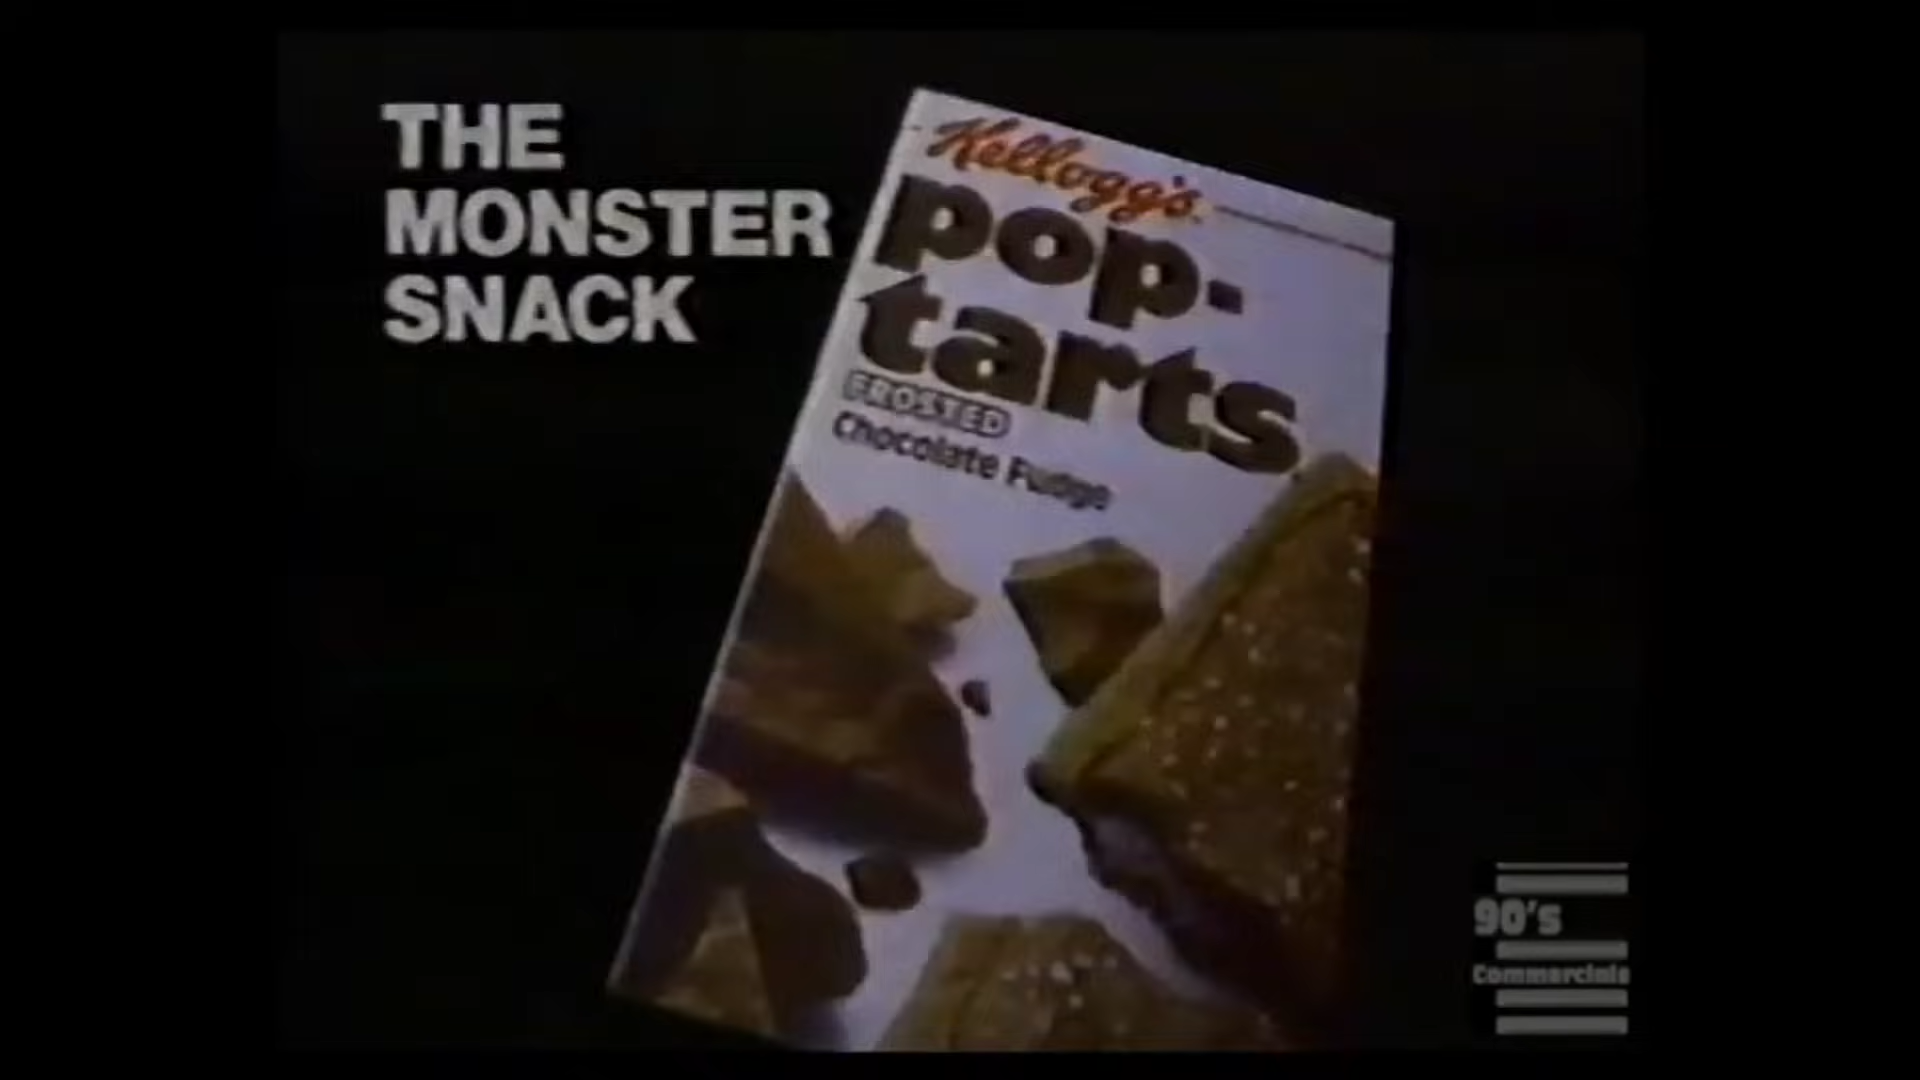 THE
MONSTER
SNACK
Kellogg's
pop-
tarts
FROSTED
Chocolate Fudge
90's
Commercials